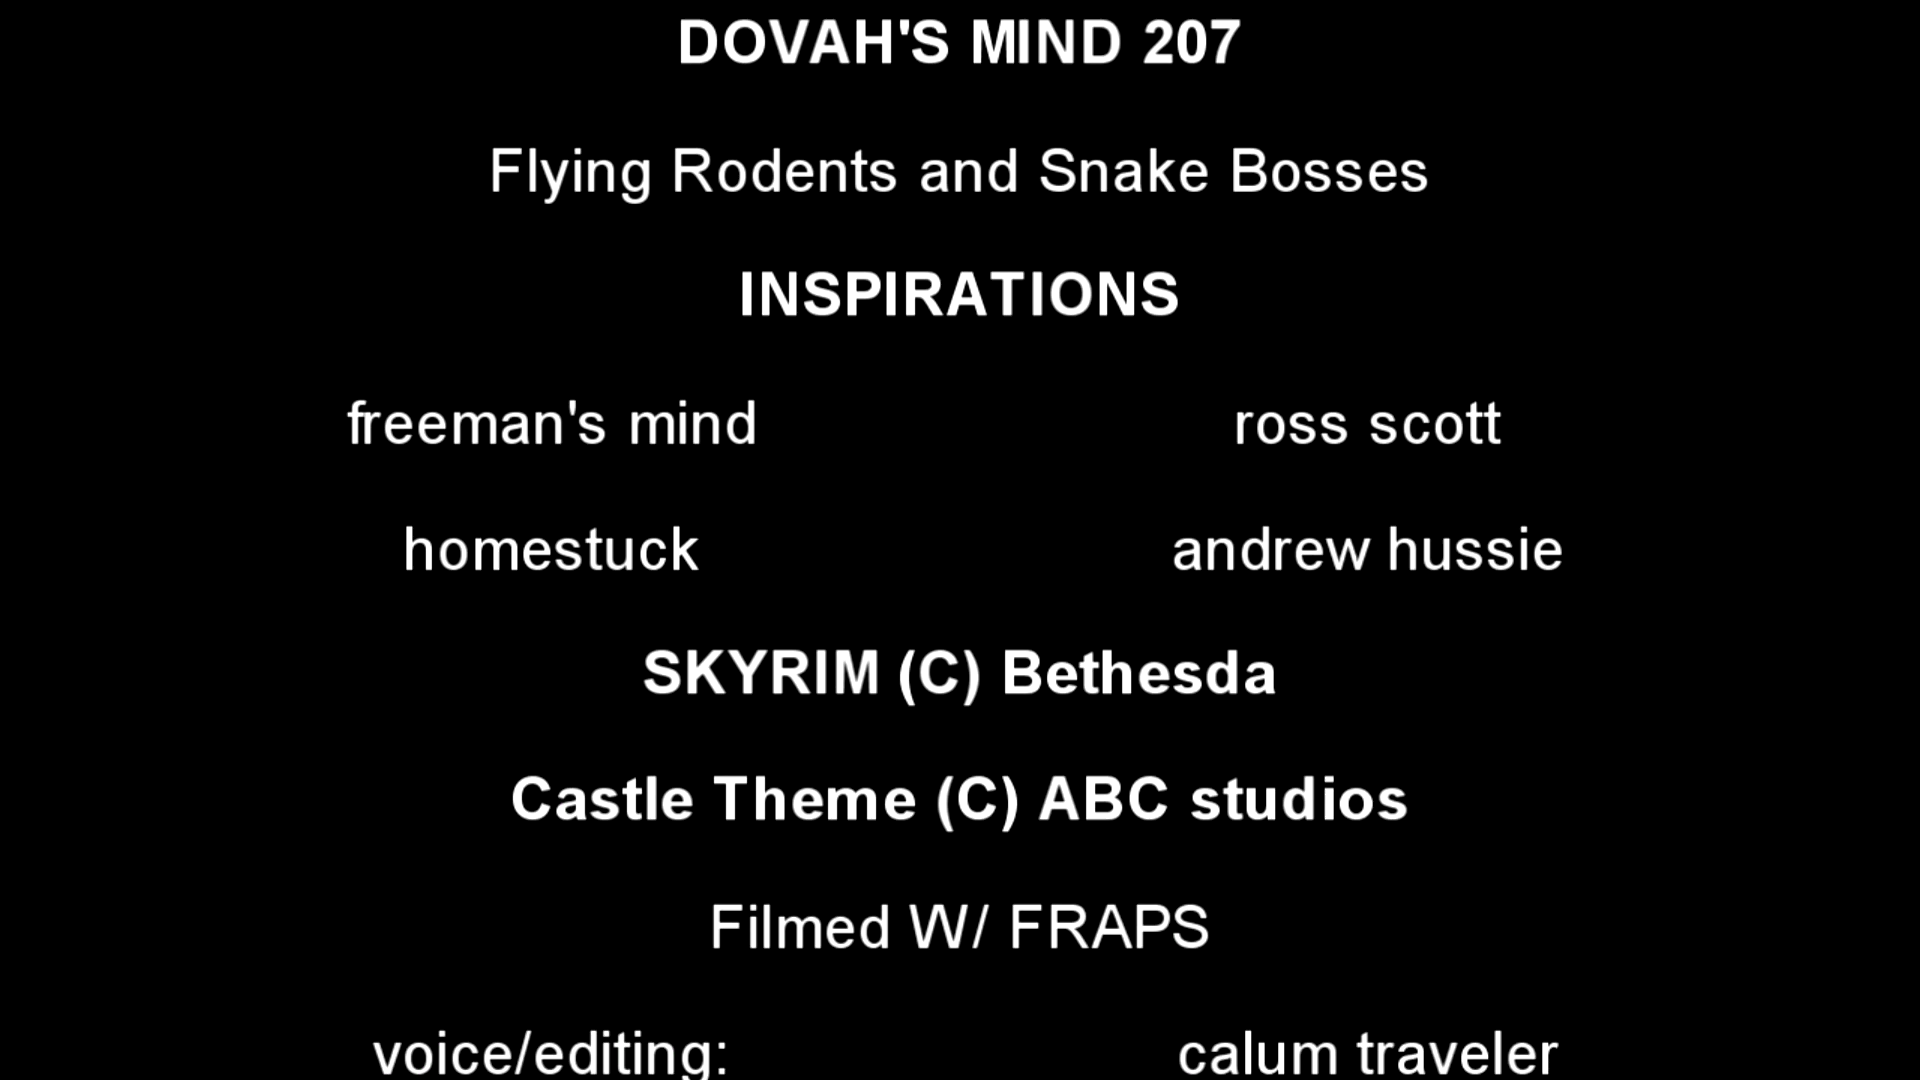 DOVAH'S MIND 207
Flying Rodents and Snake Bosses
INSPIRATIONS
freeman's mind ross scott
homestuck andrew hussie
SKYRIM (C) Bethesda
Castle Theme (C) ABC studios
Filmed W/ FRAPS
voice/editing: calum traveler